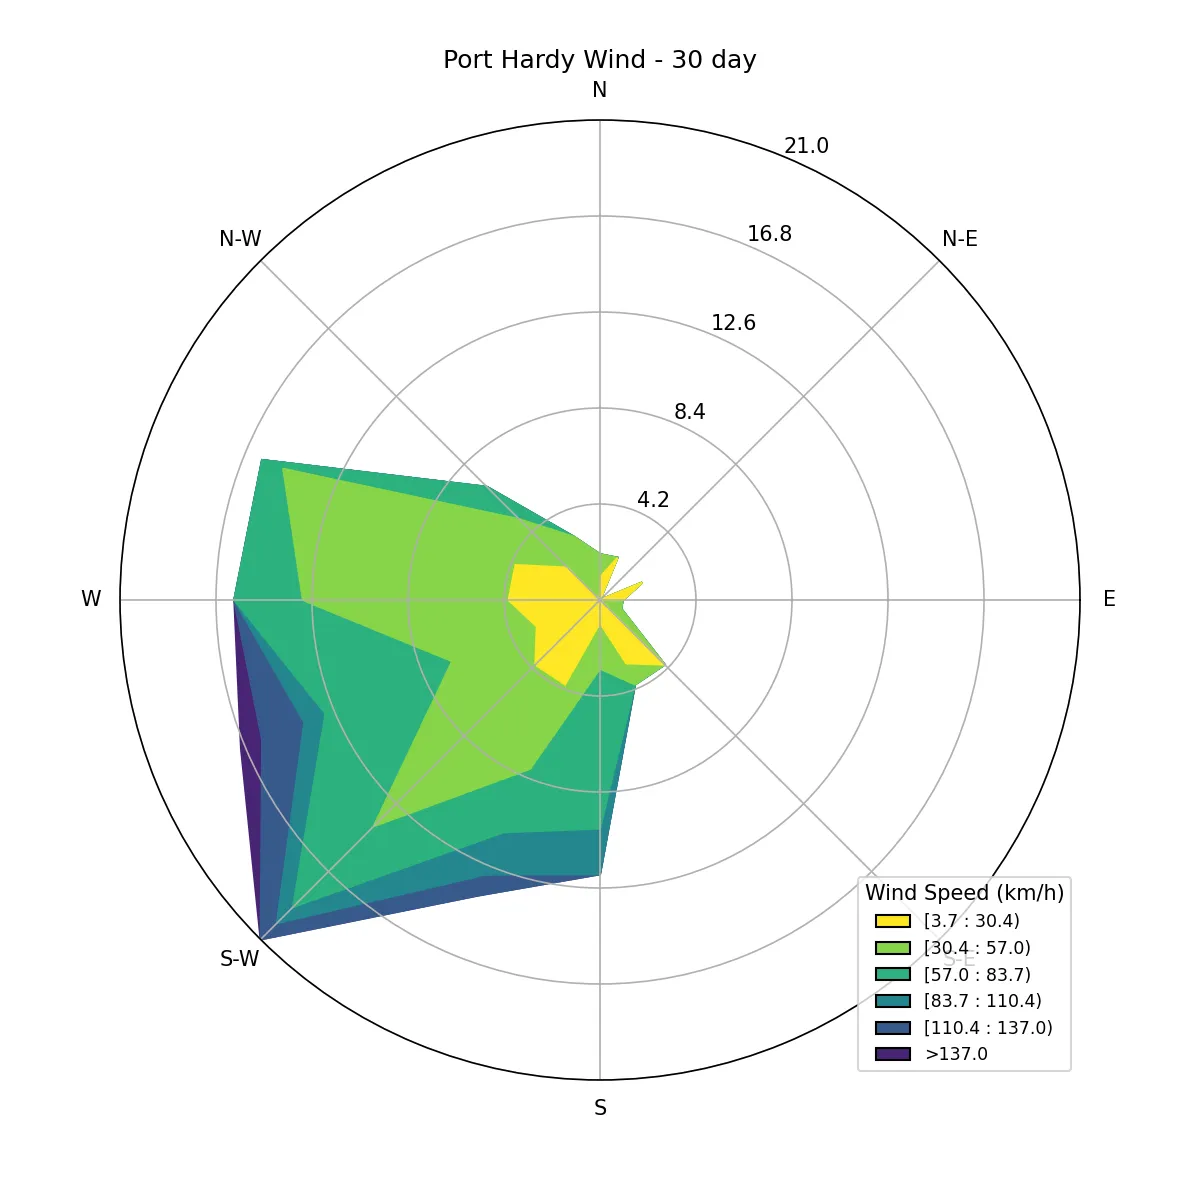 Port Hardy Wind - 30 day
N
21.0
16.8
N-W
N-E
12.6
8.4
4.2
W
E
Wind Speed (km/h)
[3.7 : 30.4)
[30.4 : 57.0)
S-W
S-E
[57.0 : 83.7)
[83.7 : 110.4)
[110.4 : 137.0)
>137.0
S